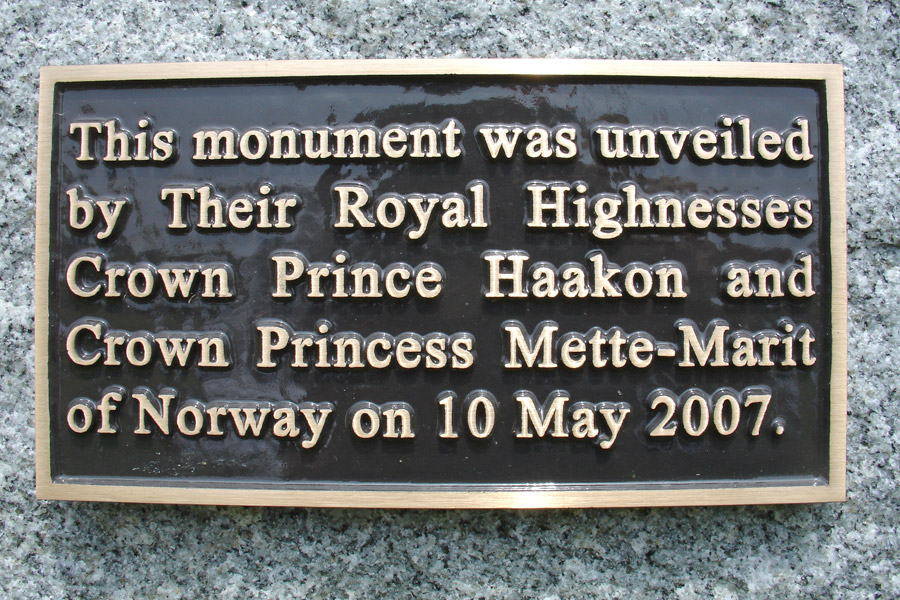 This monument was unveiled
by Their Royal Highnesses
Crown Prince Haakon and
Crown Princess Mette-Marit
of Norway on 10 May 2007.